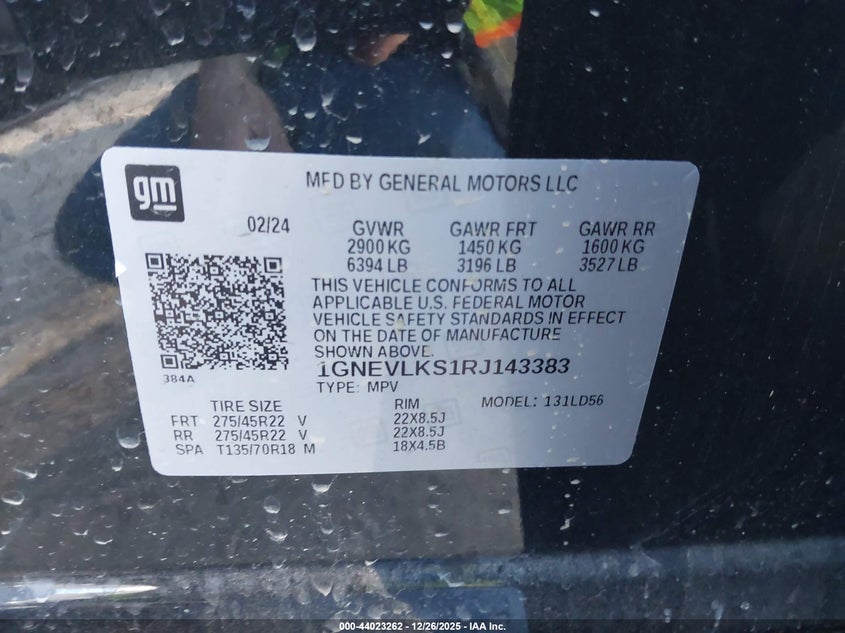 gm
MFD BY GENERAL MOTORS LLC
02/24
GVWR GAWR FRT GAWR RR
2900 KG 1450 KG 1600 KG
6394 LB 3196 LB 3527 LB
THIS VEHICLE CONFORMS TO ALL
APPLICABLE U.S. FEDERAL MOTOR
VEHICLE SAFETY STANDARDS IN EFFECT
ON THE DATE OF MANUFACTURE
SHOWN ABOVE.
384A
1GNEVLKS1RJ143383
TYPE: MPV
TIRE SIZE RIM MODEL: 131LD56
FRT 275/45R22 V 22X8.5J
RR 275/45R22 V 22X8.5J
SPA T135/70R18 M 18X4.5B
000-44023262 - 12/26/2025 - IAA Inc.